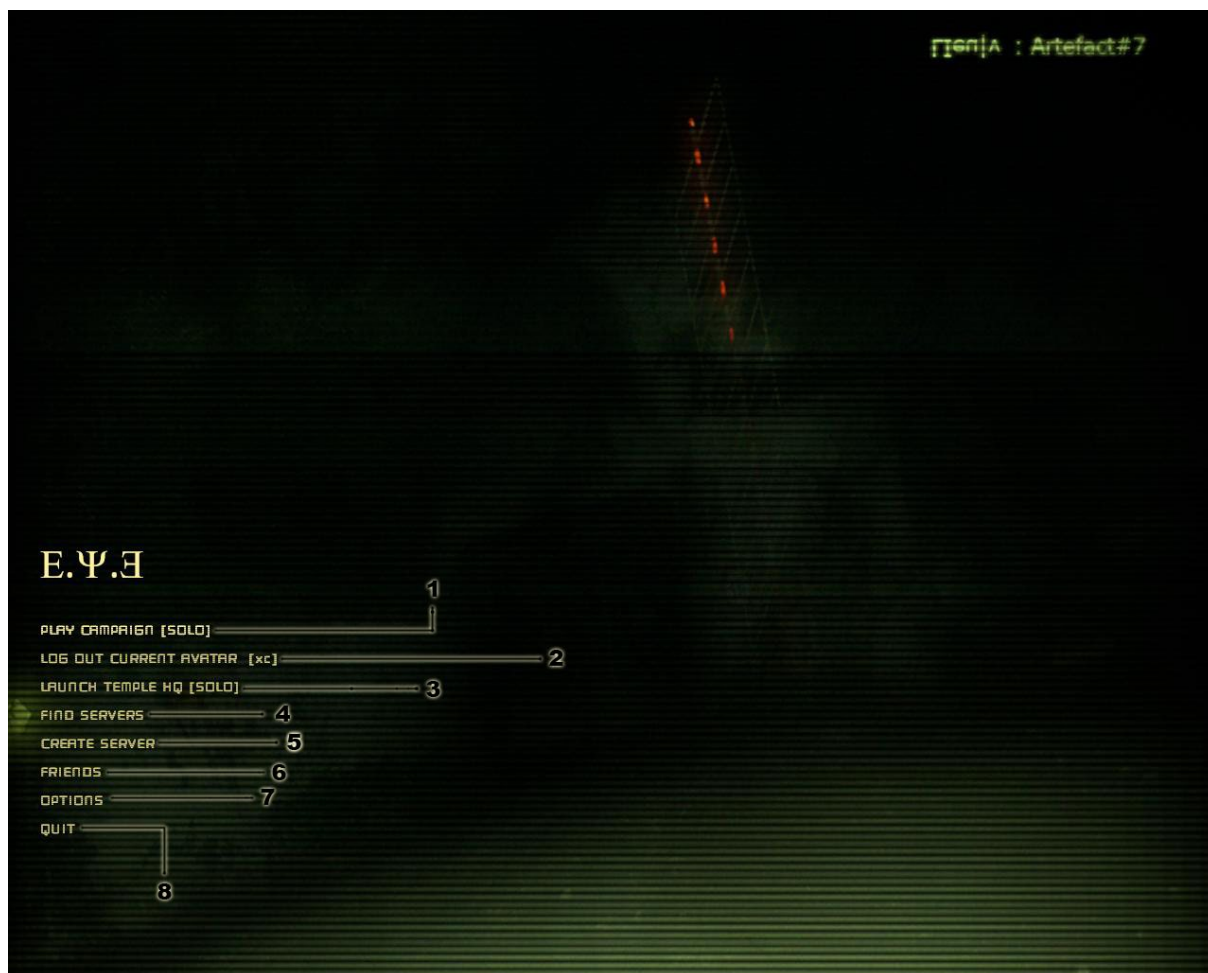 : Artefact#7
E.Ψ.Ǝ
1
PLAY CAMPAIGN [SOLO]
LOG OUT CURRENT AVATAR [xc]
2
LAUNCH TEMPLE HQ [SOLO]
3
FIND SERVERS
4
CREATE SERVER
5
FRIENDS
6
OPTIONS
7
QUIT
8